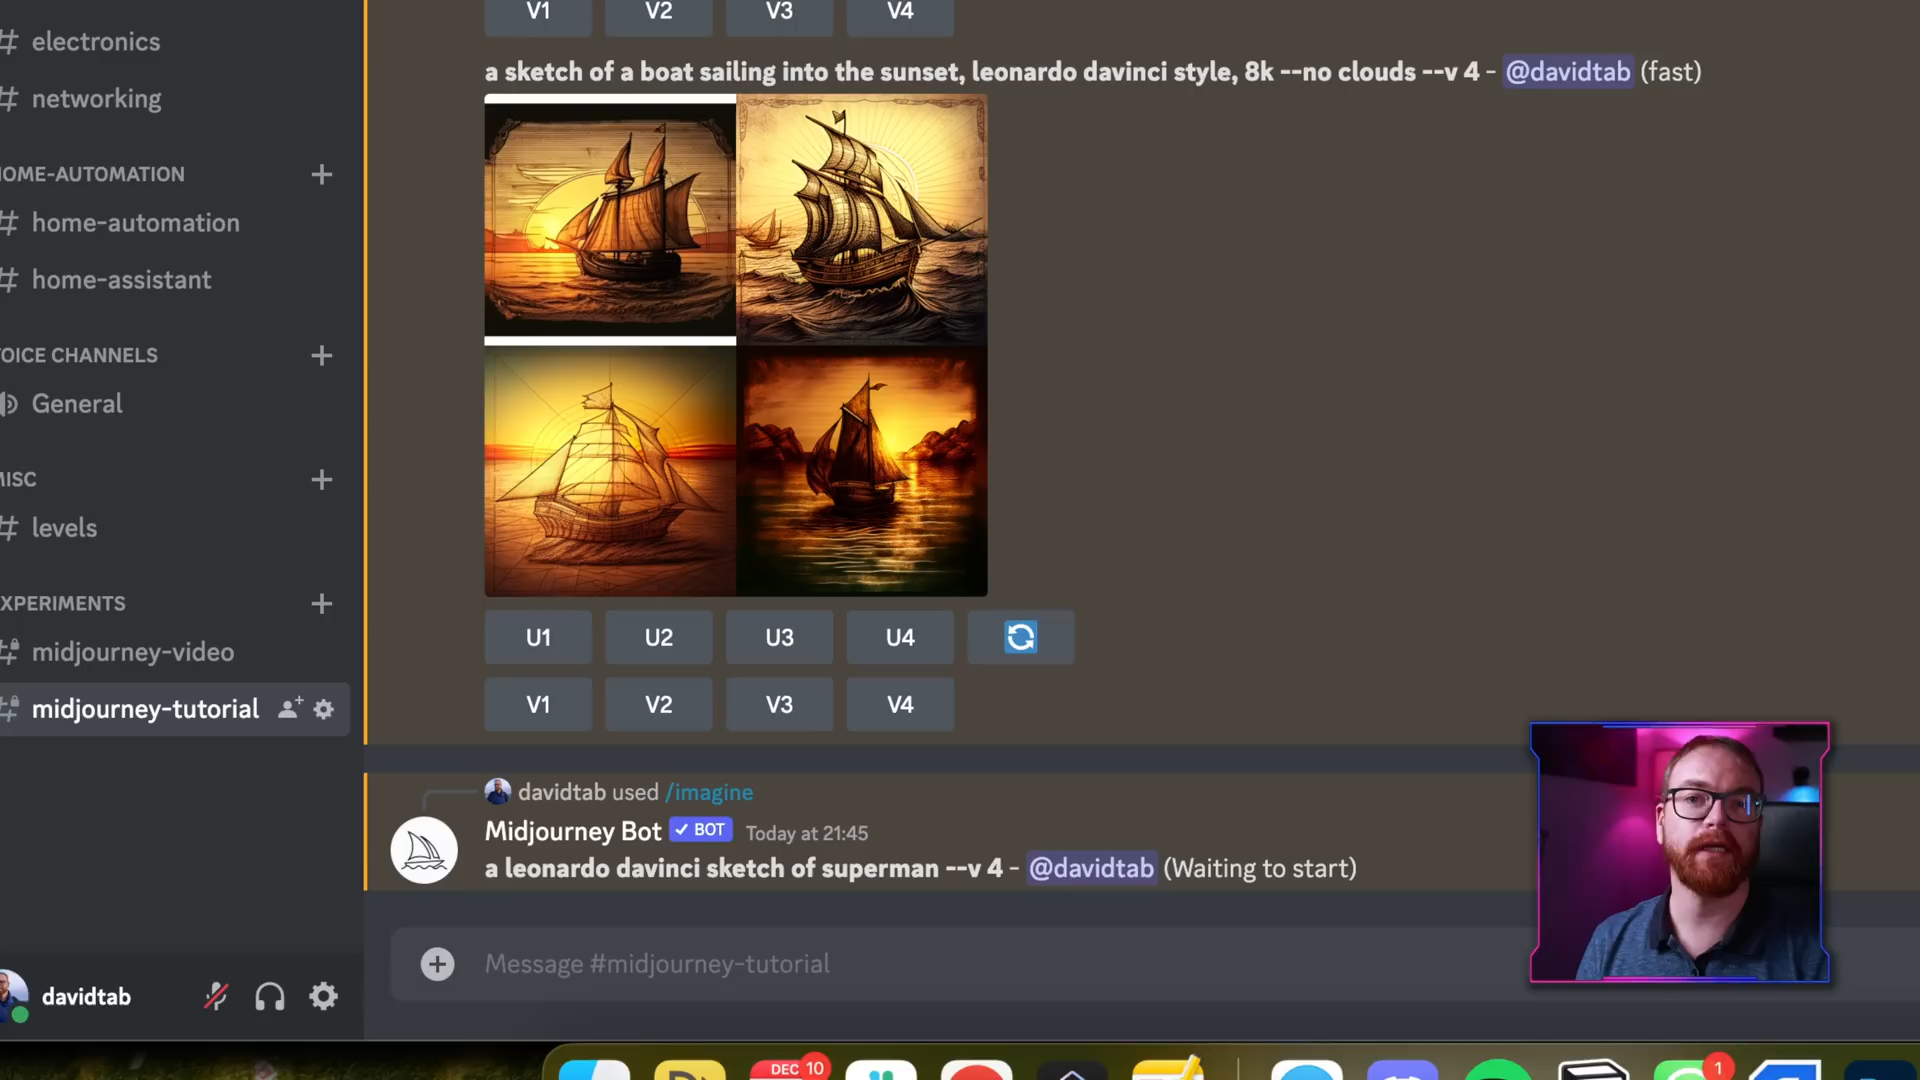 electronics
networking
OME-AUTOMATION
home-automation
home-assistant
OICE CHANNELS
General
ISC
levels
XPERIMENTS
midjourney-video
midjourney-tutorial
davidtab
V1 V2 V3 V4
a sketch of a boat sailing into the sunset, leonardo davinci style, 8k --no clouds --v 4 - @davidtab (fast)
U1 U2 U3 U4
V1 V2 V3 V4
davidtab used /imagine
Midjourney Bot ✓ BOT Today at 21:45
a leonardo davinci sketch of superman --v 4 - @davidtab (Waiting to start)
Message #midjourney-tutorial
DEC 10
1